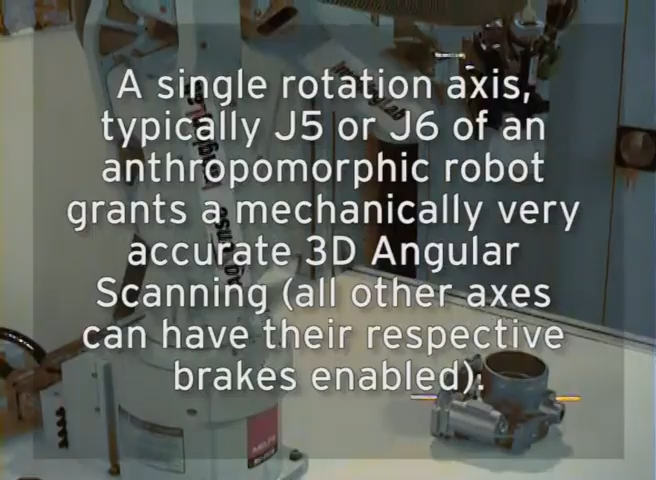 A single rotation axis,
typically J5 or J6 of an
anthropomorphic robot
grants a mechanically very
accurate 3D Angular
Scanning (all other axes
can have their respective
brakes enabled).